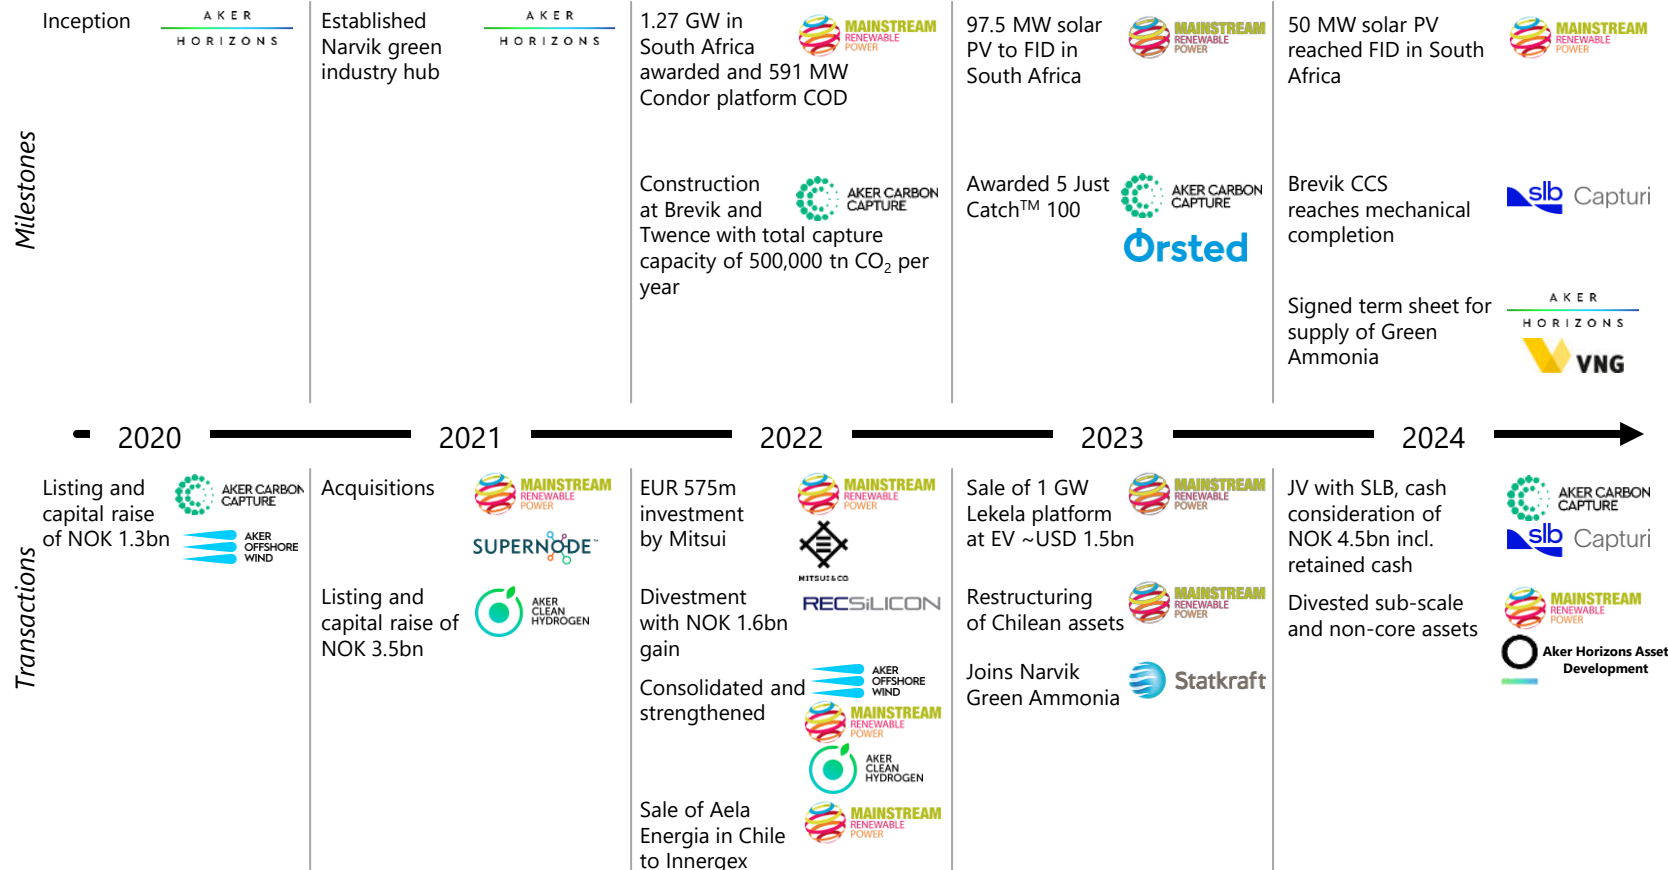 Milestones
Inception
AKER
HORIZONS
Established
Narvik green
industry hub
AKER
HORIZONS
1.27 GW in
South Africa
awarded and 591 MW
Condor platform COD
MAINSTREAM
RENEWABLE
POWER
Construction
at Brevik and
Twence with total capture
capacity of 500,000 tn CO₂ per
year
AKER CARBON
CAPTURE
97.5 MW solar
PV to FID in
South Africa
MAINSTREAM
RENEWABLE
POWER
Awarded 5 Just
Catch™ 100
AKER CARBON
CAPTURE
Ørsted
50 MW solar PV
reached FID in South
Africa
MAINSTREAM
RENEWABLE
POWER
Brevik CCS
reaches mechanical
completion
slb Capturi
Signed term sheet for
supply of Green
Ammonia
AKER
HORIZONS
VNG
2020
2021
2022
2023
2024
Transactions
Listing and
capital raise
of NOK 1.3bn
AKER CARBON
CAPTURE
AKER
OFFSHORE
WIND
Acquisitions
MAINSTREAM
RENEWABLE
POWER
SUPERNODE™
Listing and
capital raise of
NOK 3.5bn
AKER
CLEAN
HYDROGEN
EUR 575m
investment
by Mitsui
MAINSTREAM
RENEWABLE
POWER
MITSUI & CO
Divestment
with NOK 1.6bn
gain
RECSiLICON
Consolidated and
strengthened
AKER
OFFSHORE
WIND
MAINSTREAM
RENEWABLE
POWER
AKER
CLEAN
HYDROGEN
Sale of Aela
Energia in Chile
to Innergex
MAINSTREAM
RENEWABLE
POWER
Sale of 1 GW
Lekela platform
at EV ~USD 1.5bn
MAINSTREAM
RENEWABLE
POWER
Restructuring
of Chilean assets
MAINSTREAM
RENEWABLE
POWER
Joins Narvik
Green Ammonia
Statkraft
JV with SLB, cash
consideration of
NOK 4.5bn incl.
retained cash
AKER CARBON
CAPTURE
slb Capturi
Divested sub-scale
and non-core assets
MAINSTREAM
RENEWABLE
POWER
Aker Horizons Asset
Development